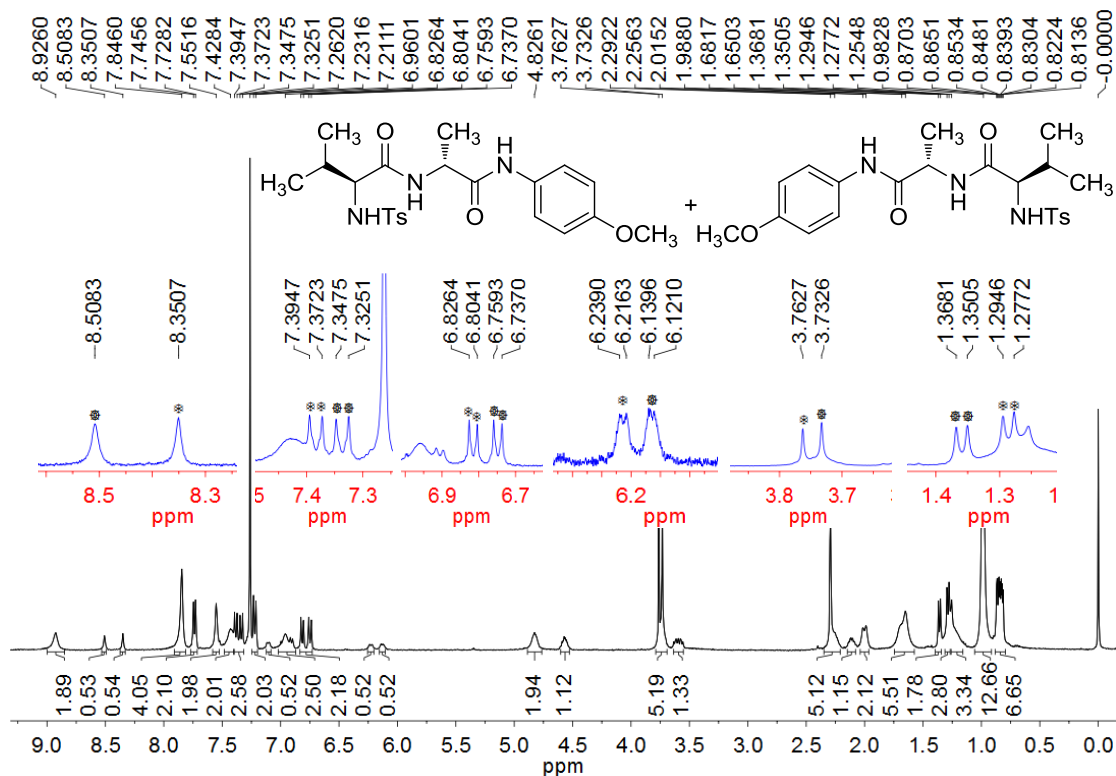 8.9260 8.5083 8.3507 7.8460 7.7456 7.7282 7.5516 7.4284 7.3947 7.3723 7.3475 7.3251 7.2620 7.2316 7.2111 6.9601 6.8264 6.8041 6.7593 6.7370 4.8261 3.7627 3.7326 2.2922 2.2563 2.0152 1.9880 1.6817 1.6503 1.3681 1.3505 1.2946 1.2772 1.2548 0.9828 0.8703 0.8651 0.8534 0.8481 0.8393 0.8304 0.8224 0.8136 -0.0000
CH3 O CH3 H N
H3C N H O NHTs OCH3
+
H N CH3 O CH3
H3CO O N H CH3 NHTs
8.5083 8.3507 7.3947 7.3723 7.3475 7.3251 6.8264 6.8041 6.7593 6.7370 6.2390 6.2163 6.1396 6.1210 3.7627 3.7326 1.3681 1.3505 1.2946 1.2772
8.5 8.3 5 7.4 7.3 6.9 6.7 6.2 3.8 3.7 1.4 1.3 1
ppm ppm ppm ppm ppm ppm
1.89 0.53 0.54 4.05 2.10 1.98 2.01 2.58 2.03 0.52 2.50 2.18 0.52 0.52 1.94 1.12 5.19 1.33 5.12 1.15 2.12 5.51 1.78 2.80 3.34 12.66 6.65
9.0 8.5 8.0 7.5 7.0 6.5 6.0 5.5 5.0 4.5 4.0 3.5 3.0 2.5 2.0 1.5 1.0 0.5 0.0
ppm